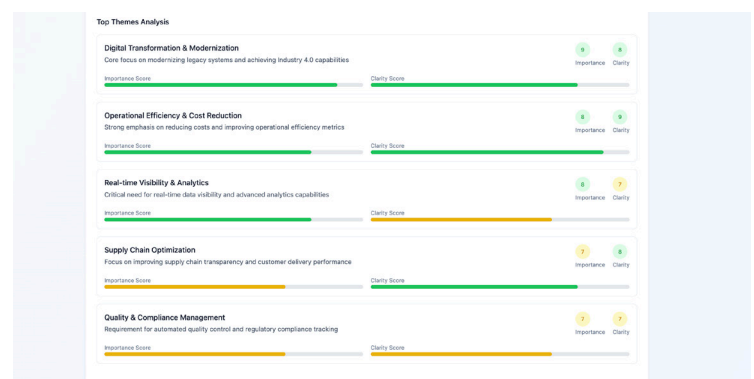 Top Themes Analysis
Digital Transformation & Modernization
Core focus on modernizing legacy systems and achieving Industry 4.0 capabilities
9 8
Importance Clarity
Importance Score Clarity Score
Operational Efficiency & Cost Reduction
Strong emphasis on reducing costs and improving operational efficiency metrics
8 9
Importance Clarity
Importance Score Clarity Score
Real-time Visibility & Analytics
Critical need for real-time data visibility and advanced analytics capabilities
8 7
Importance Clarity
Importance Score Clarity Score
Supply Chain Optimization
Focus on improving supply chain transparency and customer delivery performance
7 8
Importance Clarity
Importance Score Clarity Score
Quality & Compliance Management
Requirement for automated quality control and regulatory compliance tracking
7 7
Importance Clarity
Importance Score Clarity Score